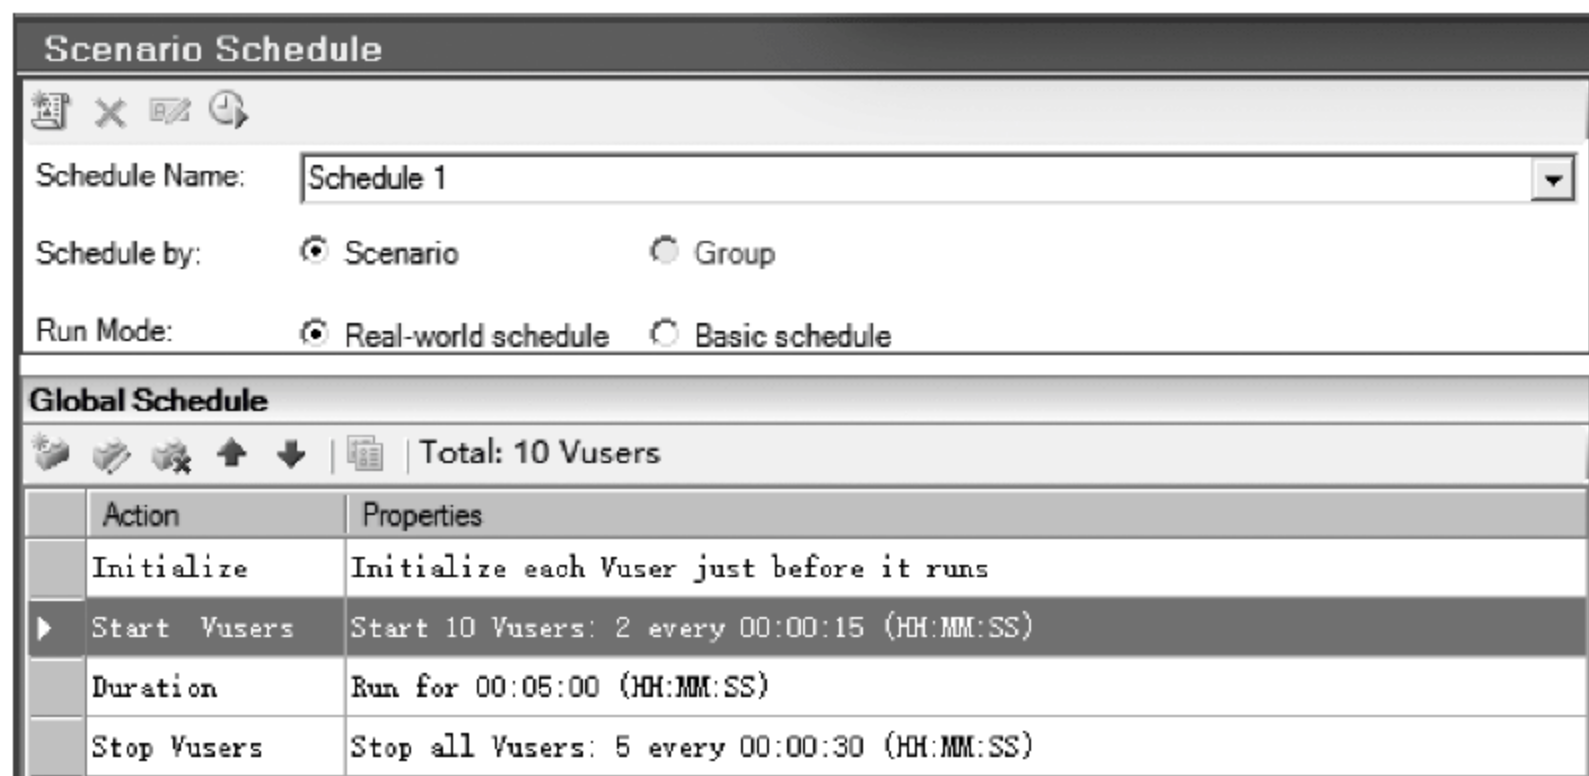 Scenario Schedule
Schedule Name: Schedule 1
Schedule by: Scenario Group
Run Mode: Real-world schedule Basic schedule
Global Schedule
Total: 10 Vusers
Action Properties
Initialize Initialize each Vuser just before it runs
Start Vusers Start 10 Vusers: 2 every 00:00:15 (HH:MM:SS)
Duration Run for 00:05:00 (HH:MM:SS)
Stop Vusers Stop all Vusers: 5 every 00:00:30 (HH:MM:SS)